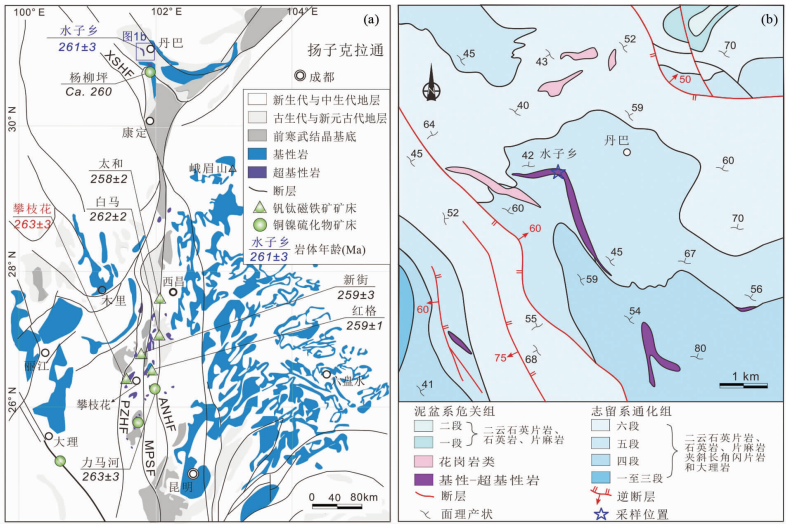 100° E
102° E
104° E
(a)
水子乡
261±3
图1b
丹巴
扬子克拉通
XSHF
杨柳坪
Ca. 260
成都
30° N
康定
新生代与中生代地层
古生代与新元古代地层
前寒武结晶基底
基性岩
超基性岩
断层
钒钛磁铁矿矿床
铜镍硫化物矿床
水子乡
261±3
岩体年龄(Ma)
峨眉山
太和
258±2
白马
262±2
攀枝花
263±3
28° N
木里
西昌
新街
259±3
红格
259±1
丽江
六盘水
攀枝花
26° N
PZHF
ANHF
MPSF
大理
力马河
263±3
昆明
0 40 80km
(b)
45
43
52
70
50
40
59
64
45
42
水子乡
丹巴
60
60
52
70
60
45
67
59
56
60
54
55
75
68
80
41
1 km
泥盆系危关组
二段
一段
二云石英片岩、
石英岩、片麻岩
花岗岩类
基性-超基性岩
断层
面理产状
志留系通化组
六段
五段
四段
一至三段
二云石英片岩、
石英岩、片麻岩
夹斜长角闪片岩
和大理岩
逆断层
采样位置